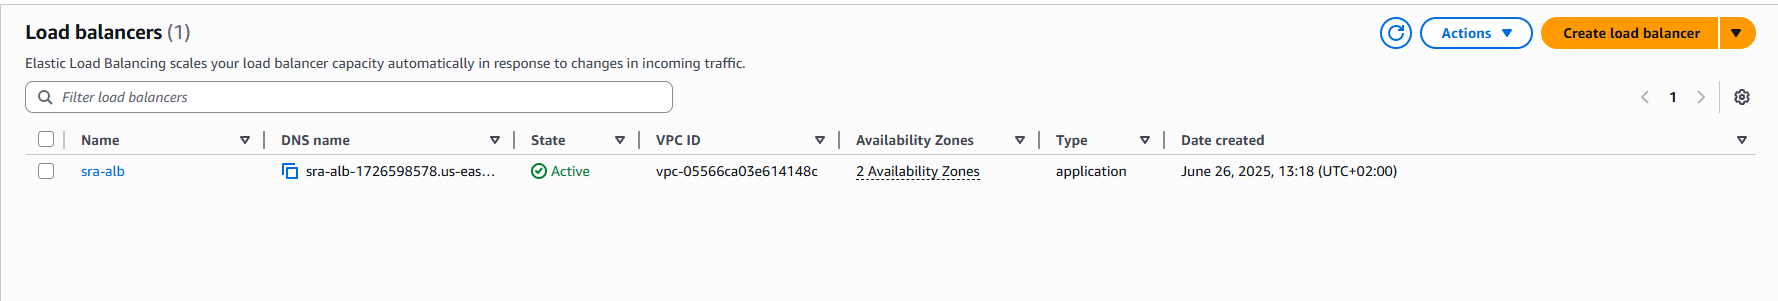 Load balancers (1)
Actions
Create load balancer
Elastic Load Balancing scales your load balancer capacity automatically in response to changes in incoming traffic.
Filter load balancers
1
Name DNS name State VPC ID Availability Zones Type Date created
sra-alb sra-alb-1726598578.us-eas... Active vpc-05566ca03e614148c 2 Availability Zones application June 26, 2025, 13:18 (UTC+02:00)